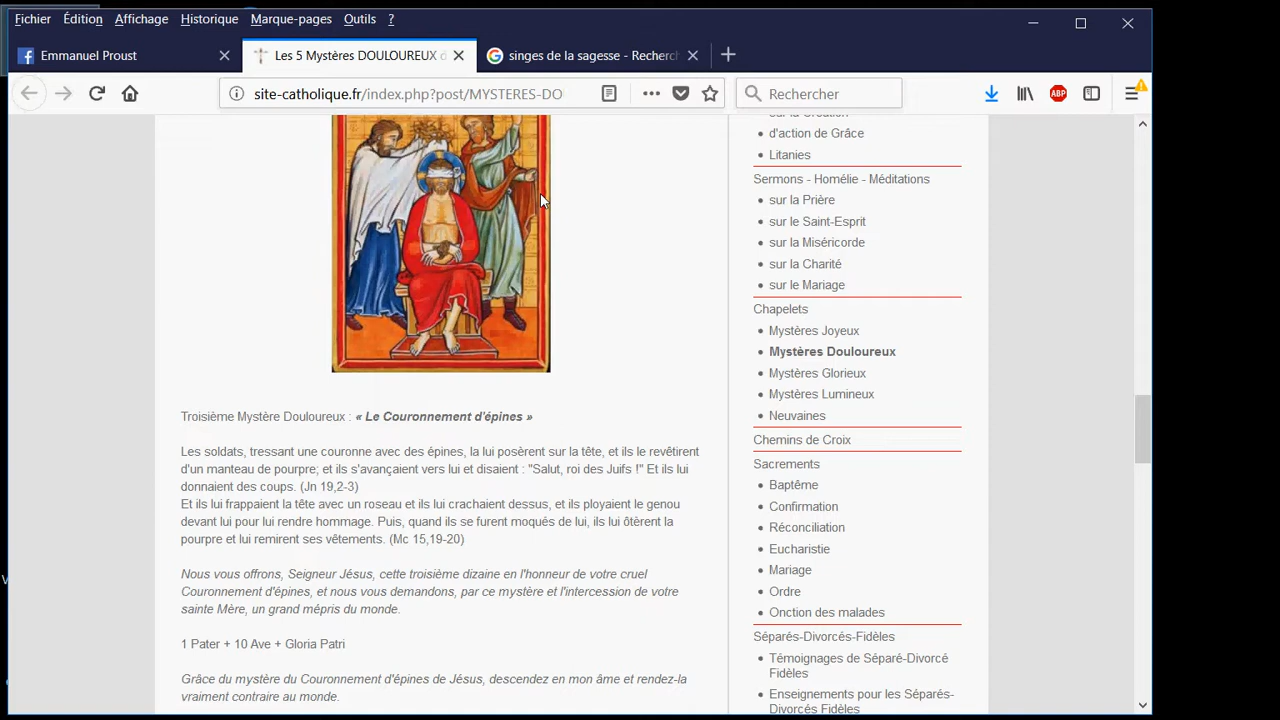 Fichier Édition Affichage Historique Marque-pages Outils ?
Emmanuel Proust
Les 5 Mystères DOULOUREUX d
singes de la sagesse - Recherch
site-catholique.fr/index.php?post/MYSTERES-DO
Rechercher
ABP
d'action de Grâce
Litanies
Sermons - Homélie - Méditations
sur la Prière
sur le Saint-Esprit
sur la Miséricorde
sur la Charité
sur le Mariage
Chapelets
Mystères Joyeux
Mystères Douloureux
Mystères Glorieux
Mystères Lumineux
Neuvaines
Chemins de Croix
Sacrements
Baptême
Confirmation
Réconciliation
Eucharistie
Mariage
Ordre
Onction des malades
Séparés-Divorcés-Fidèles
Témoignages de Séparé-Divorcé
Fidèles
Enseignements pour les Séparés-
Divorcés Fidèles
Troisième Mystère Douloureux : « Le Couronnement d'épines »
Les soldats, tressant une couronne avec des épines, la lui posèrent sur la tête, et ils le revêtirent
d'un manteau de pourpre; et ils s'avançaient vers lui et disaient : "Salut, roi des Juifs !" Et ils lui
donnaient des coups. (Jn 19,2-3)
Et ils lui frappaient la tête avec un roseau et ils lui crachaient dessus, et ils ployaient le genou
devant lui pour lui rendre hommage. Puis, quand ils se furent moqués de lui, ils lui ôtèrent la
pourpre et lui remirent ses vêtements. (Mc 15,19-20)
Nous vous offrons, Seigneur Jésus, cette troisième dizaine en l'honneur de votre cruel
Couronnement d'épines, et nous vous demandons, par ce mystère et l'intercession de votre
sainte Mère, un grand mépris du monde.
1 Pater + 10 Ave + Gloria Patri
Grâce du mystère du Couronnement d'épines de Jésus, descendez en mon âme et rendez-la
vraiment contraire au monde.